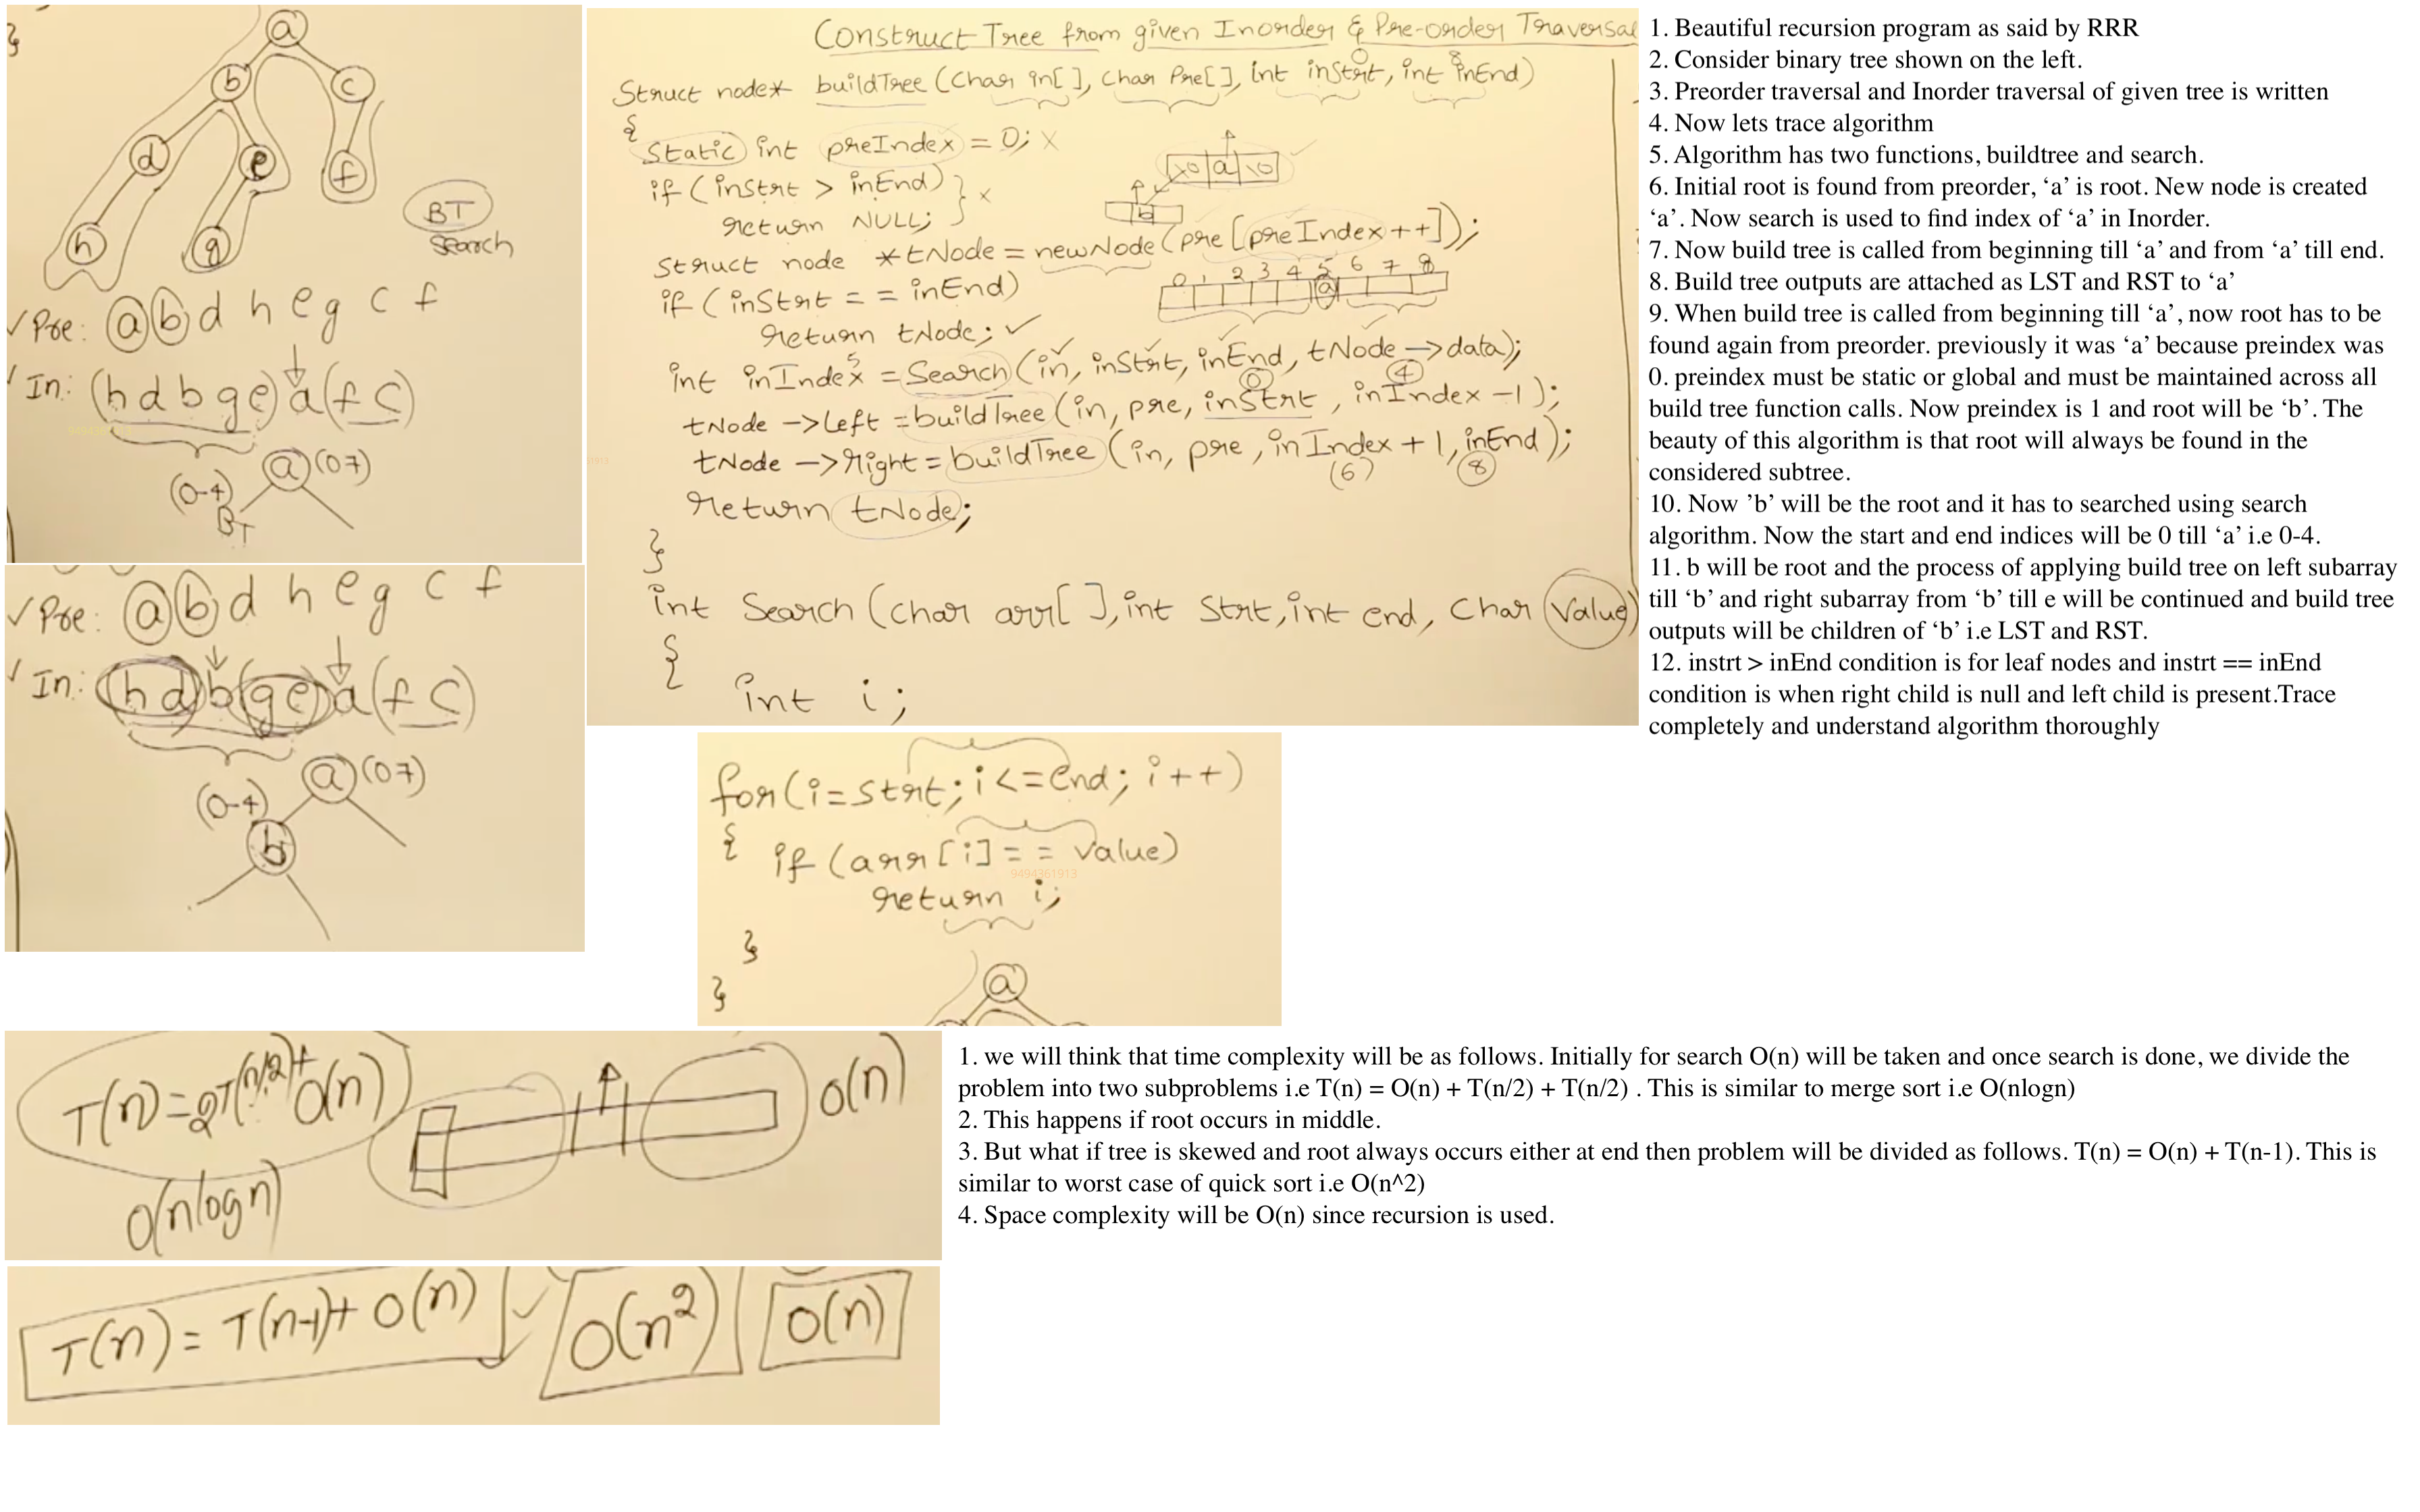 }
a
b
c
d
e
f
h
g
BT
Search
Pre: a b d h e g c f
In: (h d b g e) a (f c)
9494361913
(0-4)
a (07)
BT
Construct Tree from given Inorder & Pre-order Traversal
0 8
Struct node* buildTree (Char in[ ], Char Pre[ ], int inStrt, int inEnd)
{
Static int preIndex = 0; x
if (inStrt > inEnd) } x
return NULL;
\0 | a | \0
b
Struct node *tNode = newNode (pre [preIndex++]);
0 1 2 3 4 5 6 7 8
a
if (inStrt = = inEnd)
return tNode; ✓
5
int inIndex = Search (in, inStrt, inEnd, tNode —> data);
0 4
tNode —> left = buildTree (in, pre, inStrt, inIndex - 1);
tNode —> right = buildTree (in, pre, inIndex + 1, inEnd);
(6) 8
return tNode;
}
int Search (char arr[ ], int Strt, int end, Char Value)
{
int i;
1. Beautiful recursion program as said by RRR
2. Consider binary tree shown on the left.
3. Preorder traversal and Inorder traversal of given tree is written
4. Now lets trace algorithm
5. Algorithm has two functions, buildtree and search.
6. Initial root is found from preorder, ‘a’ is root. New node is created
‘a’. Now search is used to find index of ‘a’ in Inorder.
7. Now build tree is called from beginning till ‘a’ and from ‘a’ till end.
8. Build tree outputs are attached as LST and RST to ‘a’
9. When build tree is called from beginning till ‘a’, now root has to be
found again from preorder. previously it was ‘a’ because preindex was
0. preindex must be static or global and must be maintained across all
build tree function calls. Now preindex is 1 and root will be ‘b’. The
beauty of this algorithm is that root will always be found in the
considered subtree.
10. Now ’b’ will be the root and it has to searched using search
algorithm. Now the start and end indices will be 0 till ‘a’ i.e 0-4.
11. b will be root and the process of applying build tree on left subarray
till ‘b’ and right subarray from ‘b’ till e will be continued and build tree
outputs will be children of ‘b’ i.e LST and RST.
12. instrt > inEnd condition is for leaf nodes and instrt == inEnd
condition is when right child is null and left child is present.Trace
completely and understand algorithm thoroughly
Pre: a b d h e g c f
In: (h d) b (g e) a (f c)
(0-4)
a (07)
b
for (i=strt; i <= end; i++)
{ if (arr [i] = = Value)
9494361913
return i;
}
}
a
T(n) = 2T(n/2) + O(n)
O(n)
O(nlogn)
1. we will think that time complexity will be as follows. Initially for search O(n) will be taken and once search is done, we divide the
problem into two subproblems i.e T(n) = O(n) + T(n/2) + T(n/2) . This is similar to merge sort i.e O(nlogn)
2. This happens if root occurs in middle.
3. But what if tree is skewed and root always occurs either at end then problem will be divided as follows. T(n) = O(n) + T(n-1). This is
similar to worst case of quick sort i.e O(n^2)
4. Space complexity will be O(n) since recursion is used.
T(n) = T(n-1) + O(n) ✓ O(n²) O(n)